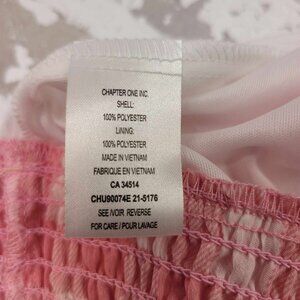 CHAPTER ONE INC.
SHELL:
100% POLYESTER
LINING:
100% POLYESTER
MADE IN VIETNAM
FABRIQUE EN VIETNAM
CA 34514
CHU90074E 21-5176
SEE /VOIR REVERSE
FOR CARE / POUR LAVAGE